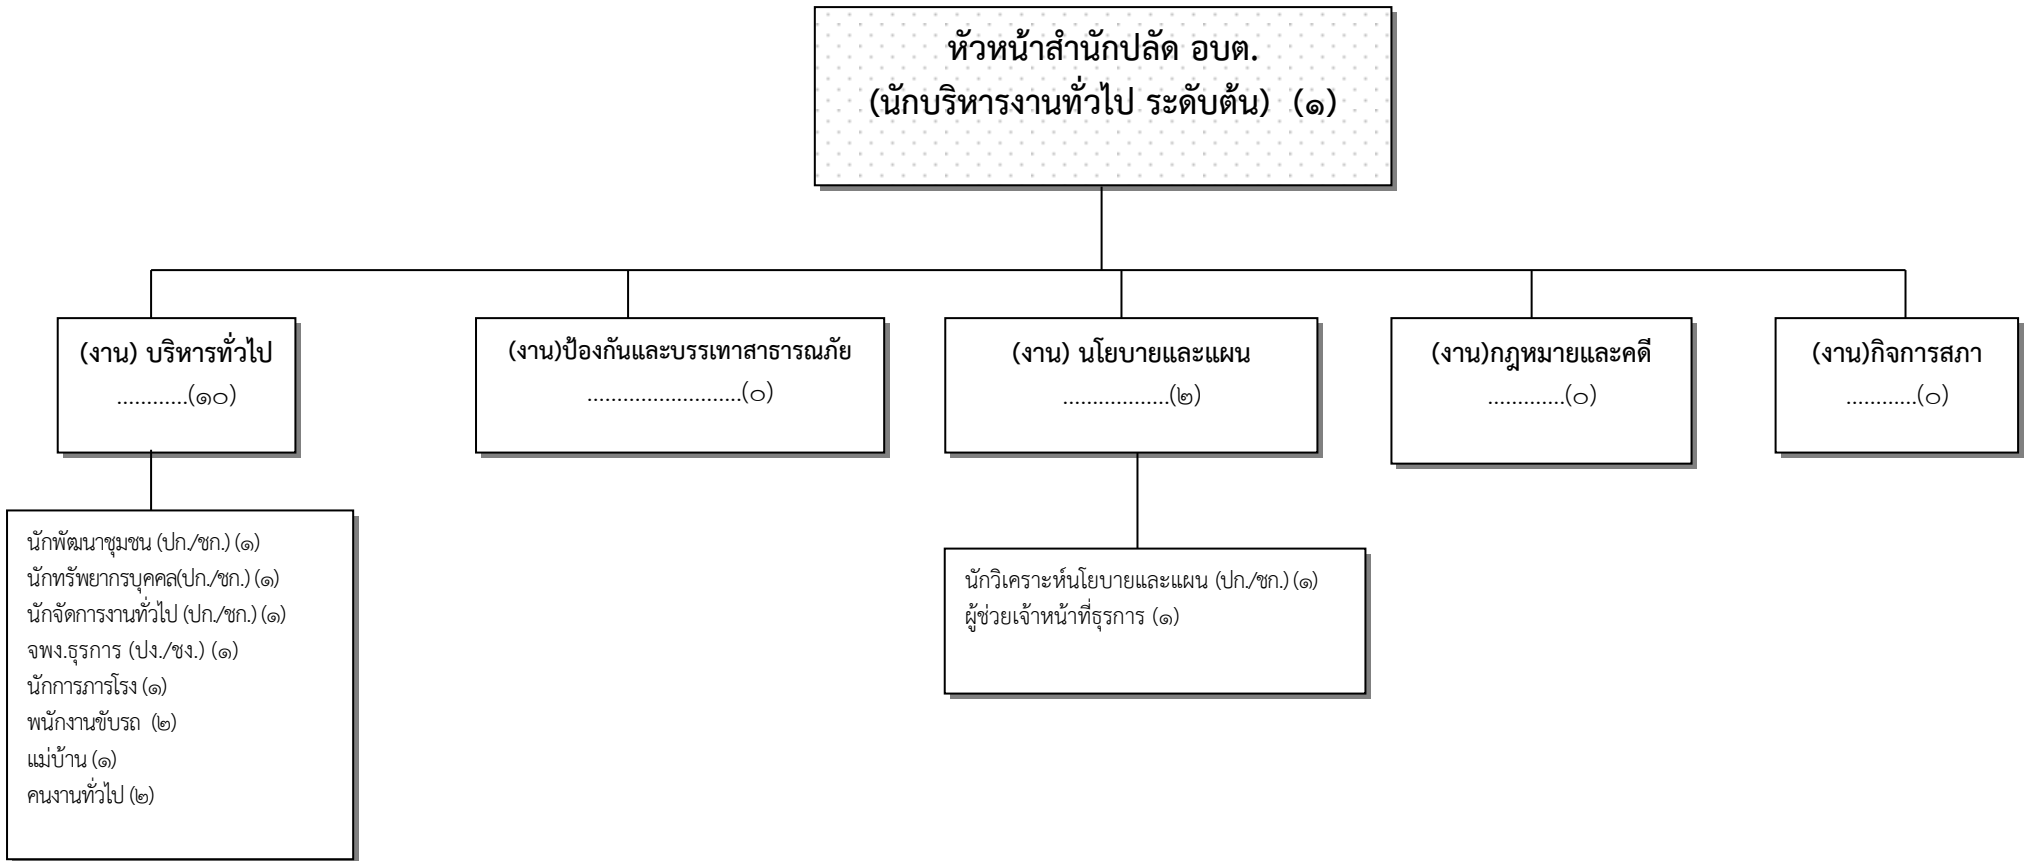 หัวหน้าสำนักปลัด อบต.
(นักบริหารงานทั่วไป ระดับต้น) (๑)
(งาน) บริหารทั่วไป
............(๑๐)
(งาน)ป้องกันและบรรเทาสาธารณภัย
..........................(๐)
(งาน) นโยบายและแผน
..................(๒)
(งาน)กฎหมายและคดี
.............(๐)
(งาน)กิจการสภา
............(๐)
นักพัฒนาชุมชน (ปก./ชก.) (๑)
นักทรัพยากรบุคคล(ปก./ชก.) (๑)
นักจัดการงานทั่วไป (ปก./ชก.) (๑)
จพง.ธุรการ (ปง./ชง.) (๑)
นักการภารโรง (๑)
พนักงานขับรถ (๒)
แม่บ้าน (๑)
คนงานทั่วไป (๒)
นักวิเคราะห์นโยบายและแผน (ปก./ชก.) (๑)
ผู้ช่วยเจ้าหน้าที่ธุรการ (๑)